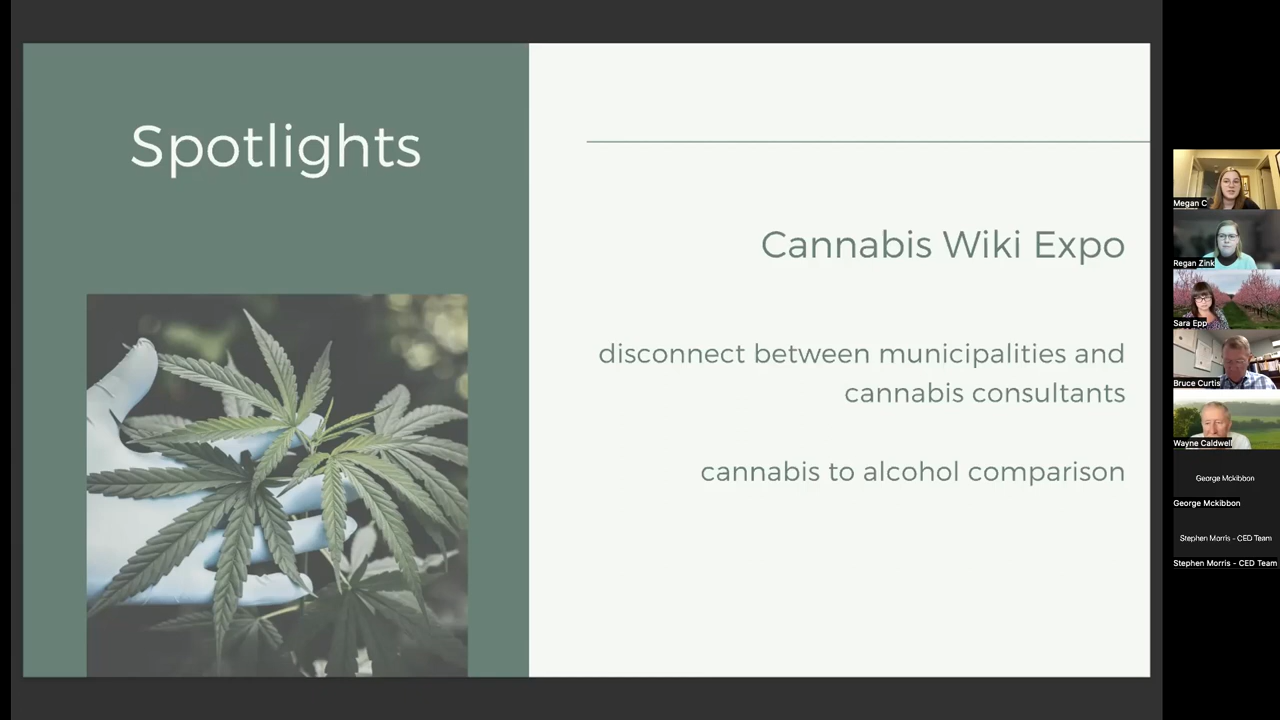 Spotlights
Cannabis Wiki Expo
disconnect between municipalities and
cannabis consultants
cannabis to alcohol comparison
Megan C
Regan Zink
Sara Epp
Bruce Curtis
Wayne Caldwell
George Mckibbon
George Mckibbon
Stephen Morris - CED Team
Stephen Morris - CED Team